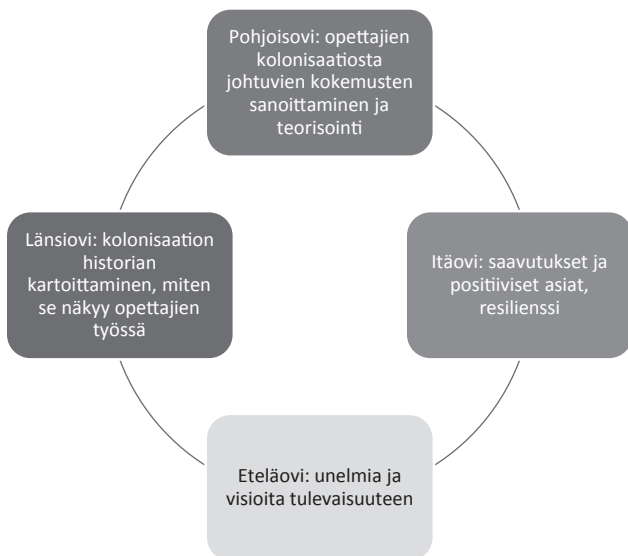 Pohjoisovi: opettajien
kolonisaatiosta
johtuvien kokemusten
sanoittaminen ja
teorisointi
Länsiovi: kolonisaation
historian
kartoittaminen, miten
se näkyy opettajien
työssä
Itäovi: saavutukset ja
positiiviset asiat,
resilienssi
Eteläovi: unelmia ja
visioita tulevaisuuteen